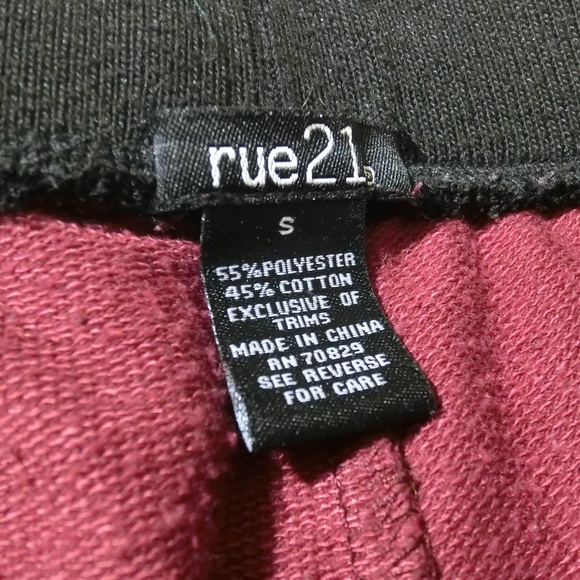 rue21
S
55% POLYESTER
45% COTTON
EXCLUSIVE OF
TRIMS
MADE IN CHINA
RN 70829
SEE REVERSE
FOR CARE